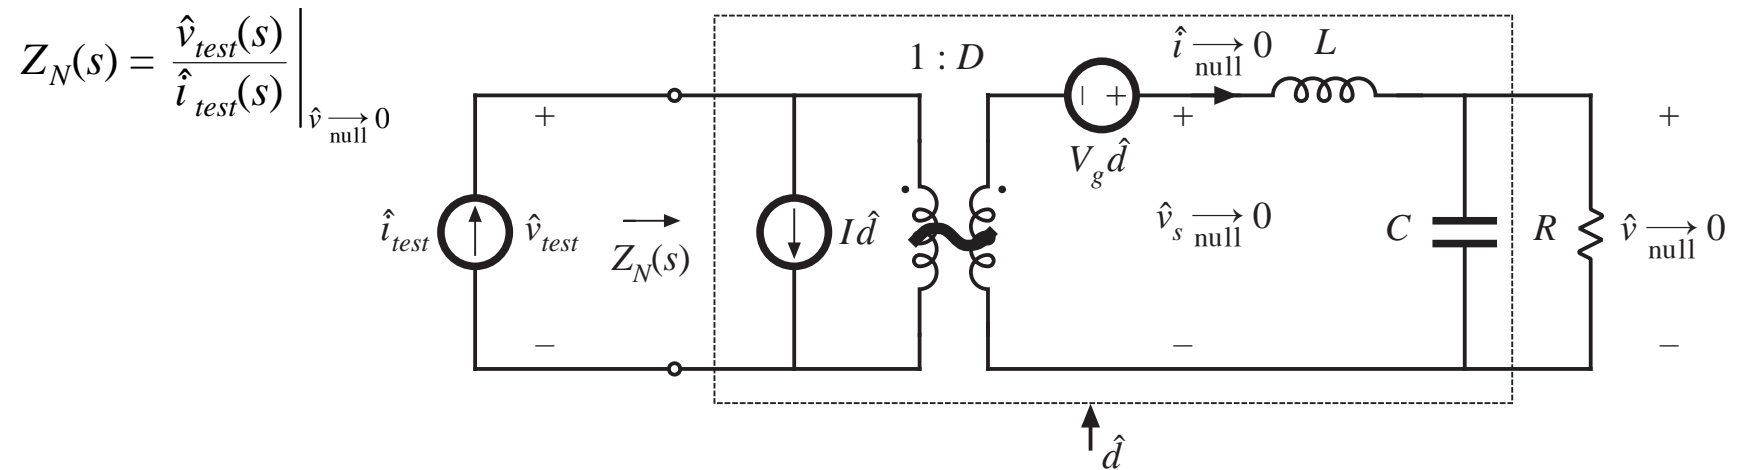 Z_N(s) = v̂_test(s) / î_test(s) | v̂ →null 0
1 : D
î →null 0
L
+
− +
+
+
V_g d̂
î_test
v̂_test
Z_N(s)
I d̂
v̂_s →null 0
C
R
v̂ →null 0
−
−
−
d̂